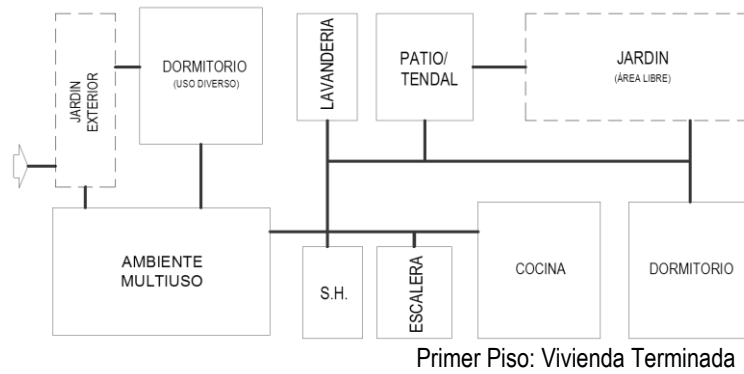 JARDIN
EXTERIOR
DORMITORIO
(USO DIVERSO)
LAVANDERIA
PATIO/
TENDAL
JARDIN
(ÁREA LIBRE)
AMBIENTE
MULTIUSO
S.H.
ESCALERA
COCINA
DORMITORIO
Primer Piso: Vivienda Terminada